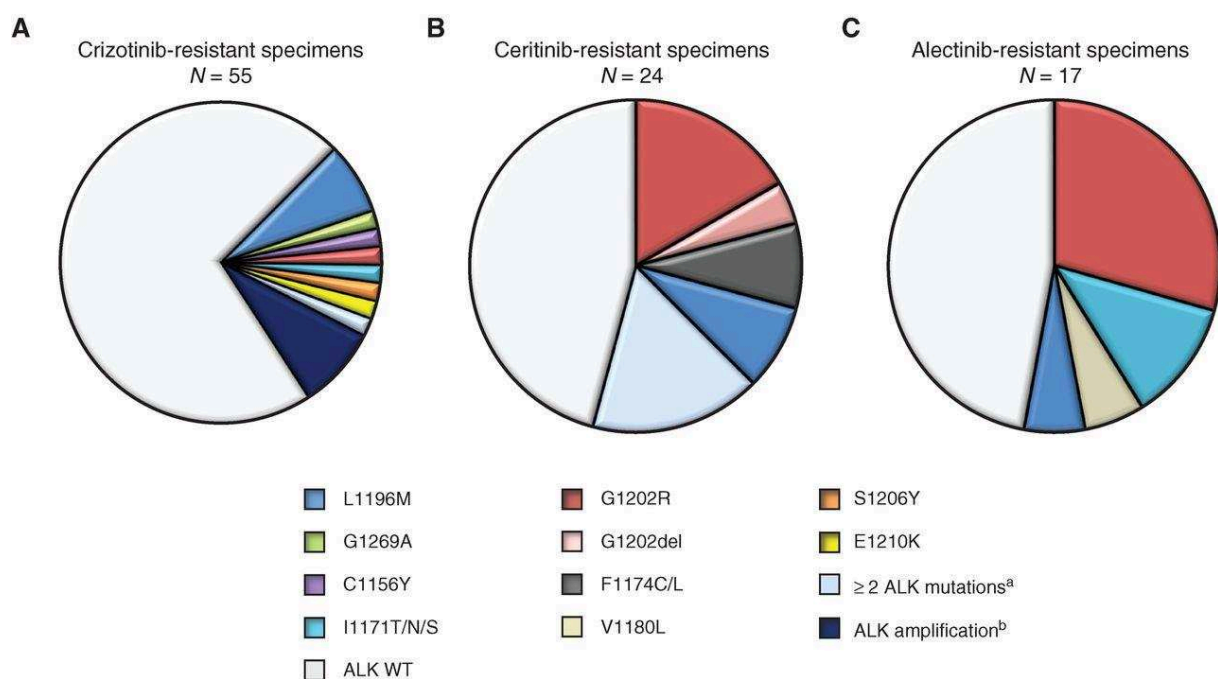 A
Crizotinib-resistant specimens
N = 55
B
Ceritinib-resistant specimens
N = 24
C
Alectinib-resistant specimens
N = 17
L1196M
G1269A
C1156Y
I1171T/N/S
ALK WT
G1202R
G1202del
F1174C/L
V1180L
S1206Y
E1210K
≥ 2 ALK mutationsᵃ
ALK amplificationᵇ